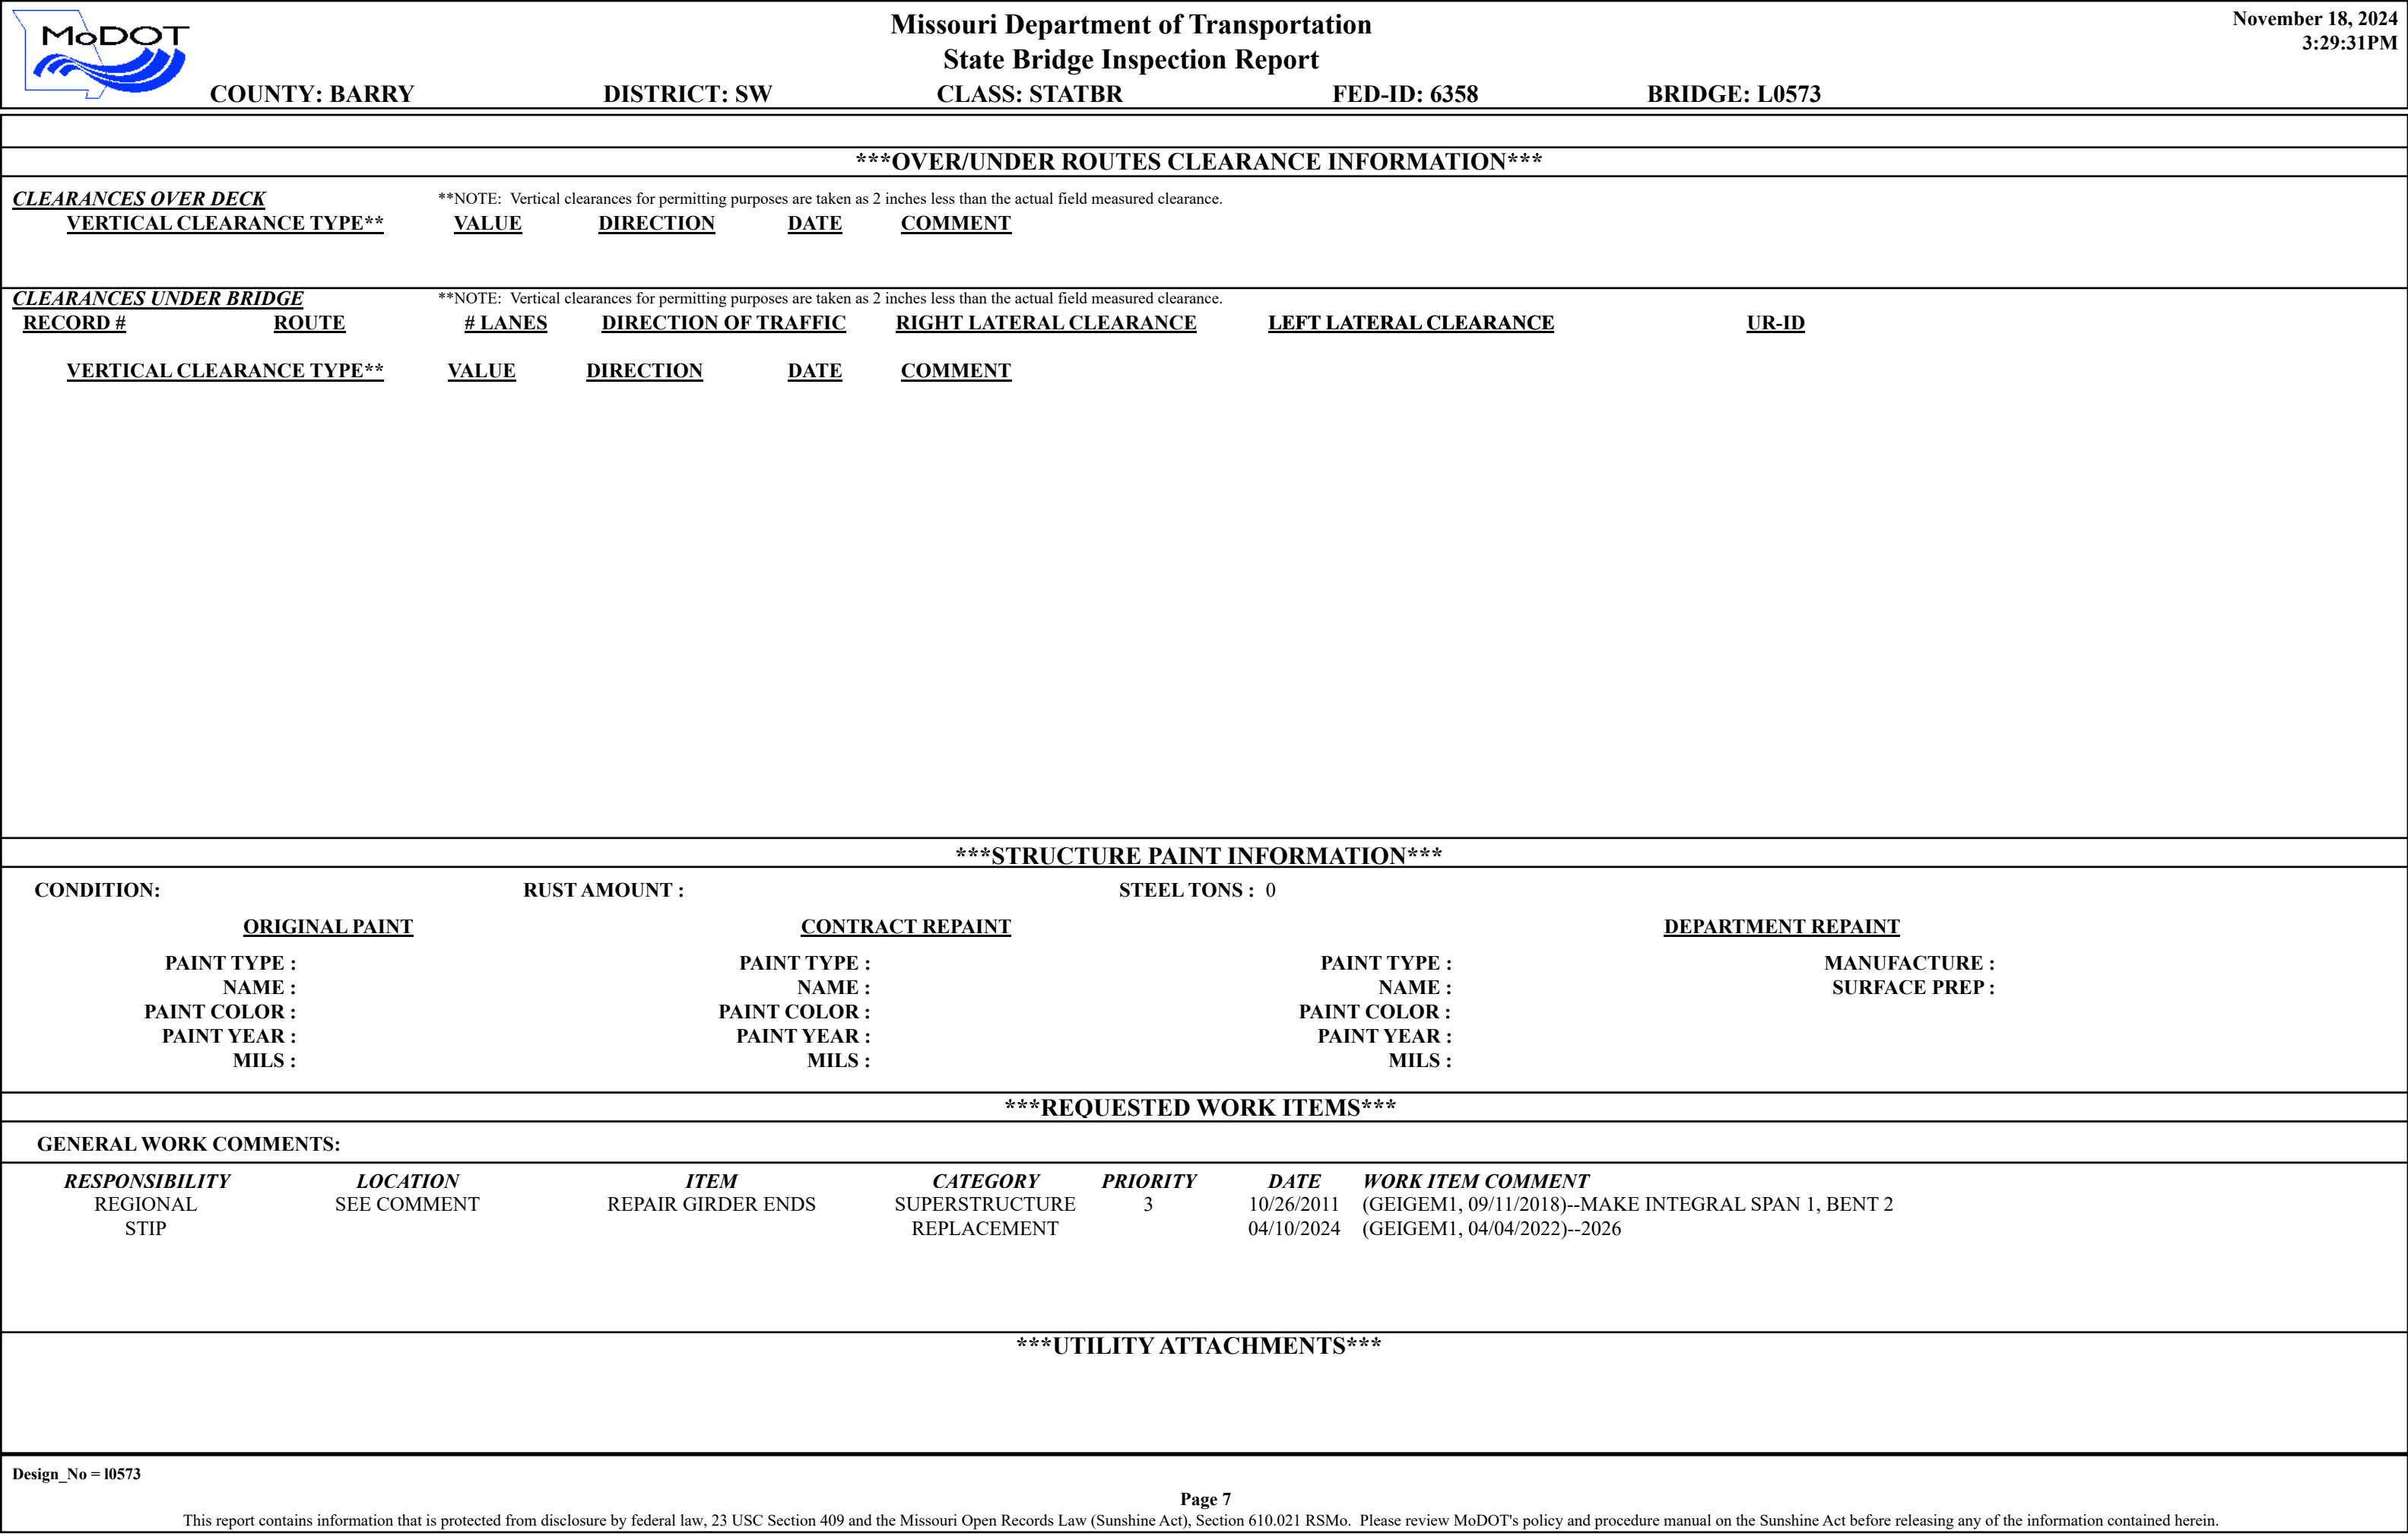 MoDOT
Missouri Department of Transportation
State Bridge Inspection Report
November 18, 2024
3:29:31PM
COUNTY: BARRY DISTRICT: SW CLASS: STATBR FED-ID: 6358 BRIDGE: L0573
***OVER/UNDER ROUTES CLEARANCE INFORMATION***
CLEARANCES OVER DECK **NOTE: Vertical clearances for permitting purposes are taken as 2 inches less than the actual field measured clearance.
VERTICAL CLEARANCE TYPE** VALUE DIRECTION DATE COMMENT
CLEARANCES UNDER BRIDGE **NOTE: Vertical clearances for permitting purposes are taken as 2 inches less than the actual field measured clearance.
RECORD # ROUTE # LANES DIRECTION OF TRAFFIC RIGHT LATERAL CLEARANCE LEFT LATERAL CLEARANCE UR-ID
VERTICAL CLEARANCE TYPE** VALUE DIRECTION DATE COMMENT
***STRUCTURE PAINT INFORMATION***
CONDITION: RUST AMOUNT : STEEL TONS : 0
ORIGINAL PAINT CONTRACT REPAINT DEPARTMENT REPAINT
PAINT TYPE : PAINT TYPE : PAINT TYPE : MANUFACTURE :
NAME : NAME : NAME : SURFACE PREP :
PAINT COLOR : PAINT COLOR : PAINT COLOR :
PAINT YEAR : PAINT YEAR : PAINT YEAR :
MILS : MILS : MILS :
***REQUESTED WORK ITEMS***
GENERAL WORK COMMENTS:
RESPONSIBILITY LOCATION ITEM CATEGORY PRIORITY DATE WORK ITEM COMMENT
REGIONAL SEE COMMENT REPAIR GIRDER ENDS SUPERSTRUCTURE 3 10/26/2011 (GEIGEM1, 09/11/2018)--MAKE INTEGRAL SPAN 1, BENT 2
STIP REPLACEMENT 04/10/2024 (GEIGEM1, 04/04/2022)--2026
***UTILITY ATTACHMENTS***
Design_No = l0573
Page 7
This report contains information that is protected from disclosure by federal law, 23 USC Section 409 and the Missouri Open Records Law (Sunshine Act), Section 610.021 RSMo. Please review MoDOT's policy and procedure manual on the Sunshine Act before releasing any of the information contained herein.